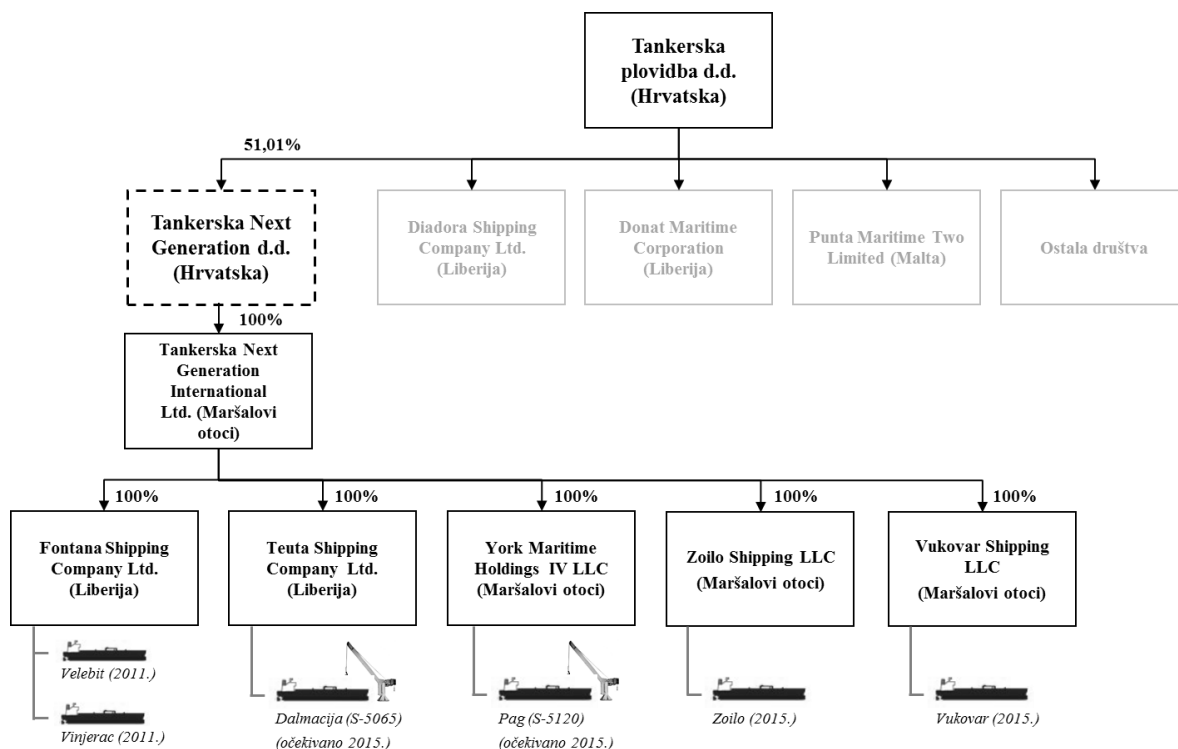 Tankerska
plovidba d.d.
(Hrvatska)
51,01%
Tankerska Next
Generation d.d.
(Hrvatska)
Diadora Shipping
Company Ltd.
(Liberija)
Donat Maritime
Corporation
(Liberija)
Punta Maritime Two
Limited (Malta)
Ostala društva
100%
Tankerska Next
Generation
International
Ltd. (Maršalovi
otoci)
100%
100%
100%
100%
100%
Fontana Shipping
Company Ltd.
(Liberija)
Teuta Shipping
Company Ltd.
(Liberija)
York Maritime
Holdings IV LLC
(Maršalovi otoci)
Zoilo Shipping LLC
(Maršalovi otoci)
Vukovar Shipping
LLC
(Maršalovi otoci)
Velebit (2011.)
Vinjerac (2011.)
Dalmacija (S-5065)
(očekivano 2015.)
Pag (S-5120)
(očekivano 2015.)
Zoilo (2015.)
Vukovar (2015.)